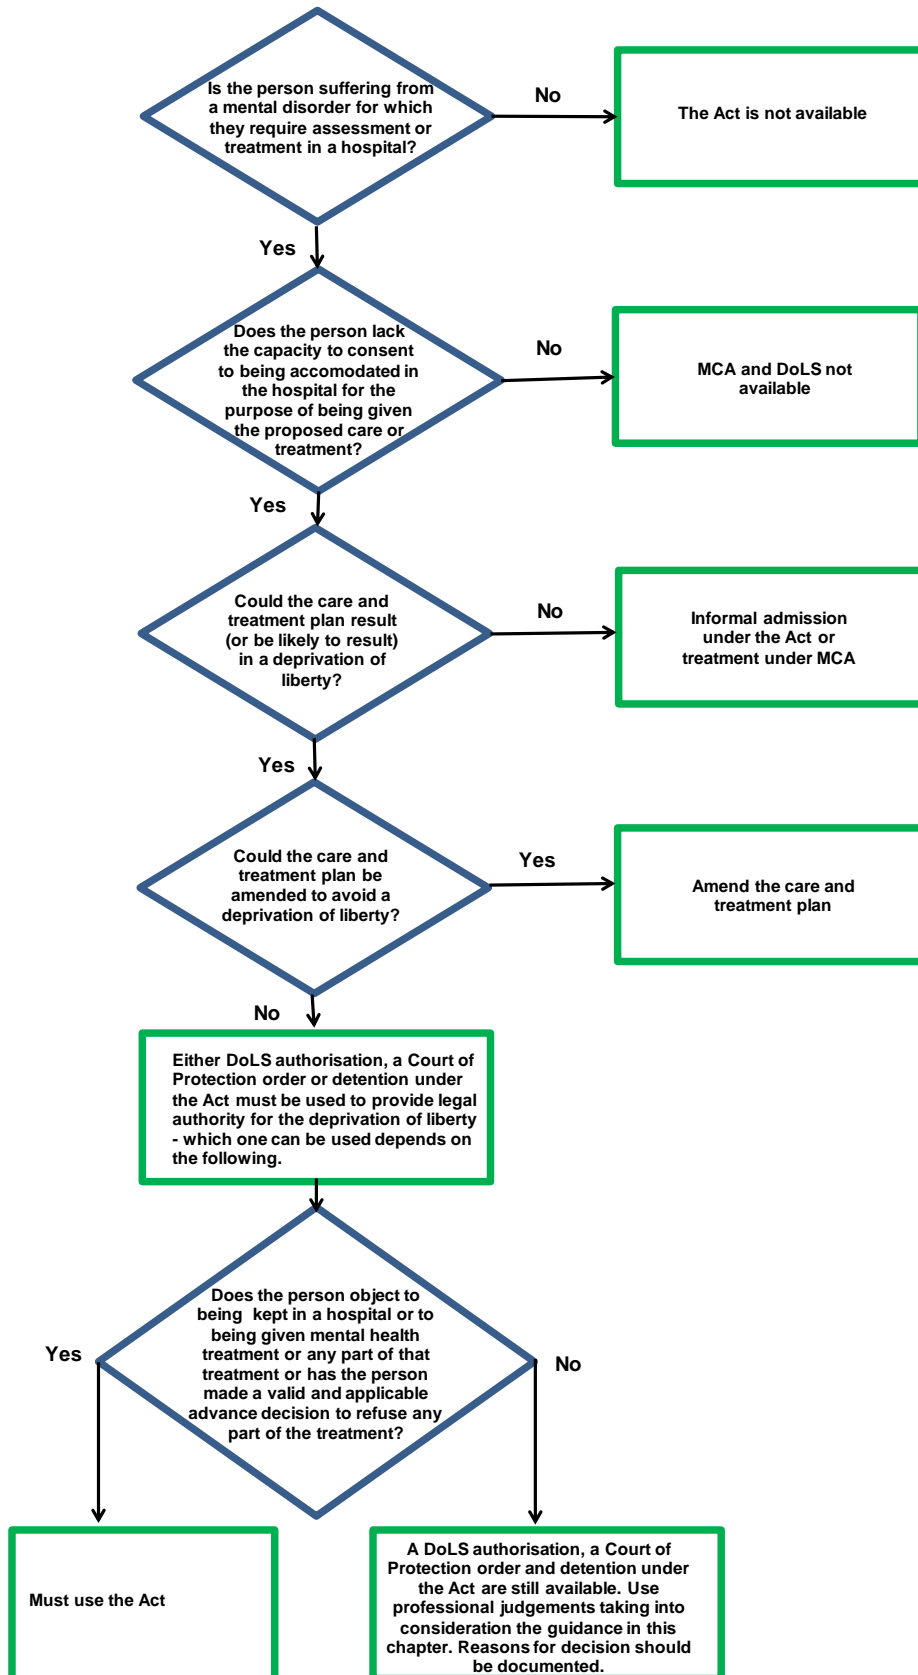 Is the person suffering from
a mental disorder for which
they require assessment or
treatment in a hospital?
No
The Act is not available
Yes
Does the person lack
the capacity to consent
to being accomodated in
the hospital for the
purpose of being given
the proposed care or
treatment?
No
MCA and DoLS not
available
Yes
Could the care and
treatment plan result
(or be likely to result)
in a deprivation of
liberty?
No
Informal admission
under the Act or
treatment under MCA
Yes
Could the care and
treatment plan be
amended to avoid a
deprivation of liberty?
Yes
Amend the care and
treatment plan
No
Either DoLS authorisation, a Court of
Protection order or detention under
the Act must be used to provide legal
authority for the deprivation of liberty
- which one can be used depends on
the following.
Does the person object to
being kept in a hospital or to
being given mental health
treatment or any part of that
treatment or has the person
made a valid and applicable
advance decision to refuse any
part of the treatment?
Yes
No
Must use the Act
A DoLS authorisation, a Court of
Protection order and detention under
the Act are still available. Use
professional judgements taking into
consideration the guidance in this
chapter. Reasons for decision should
be documented.